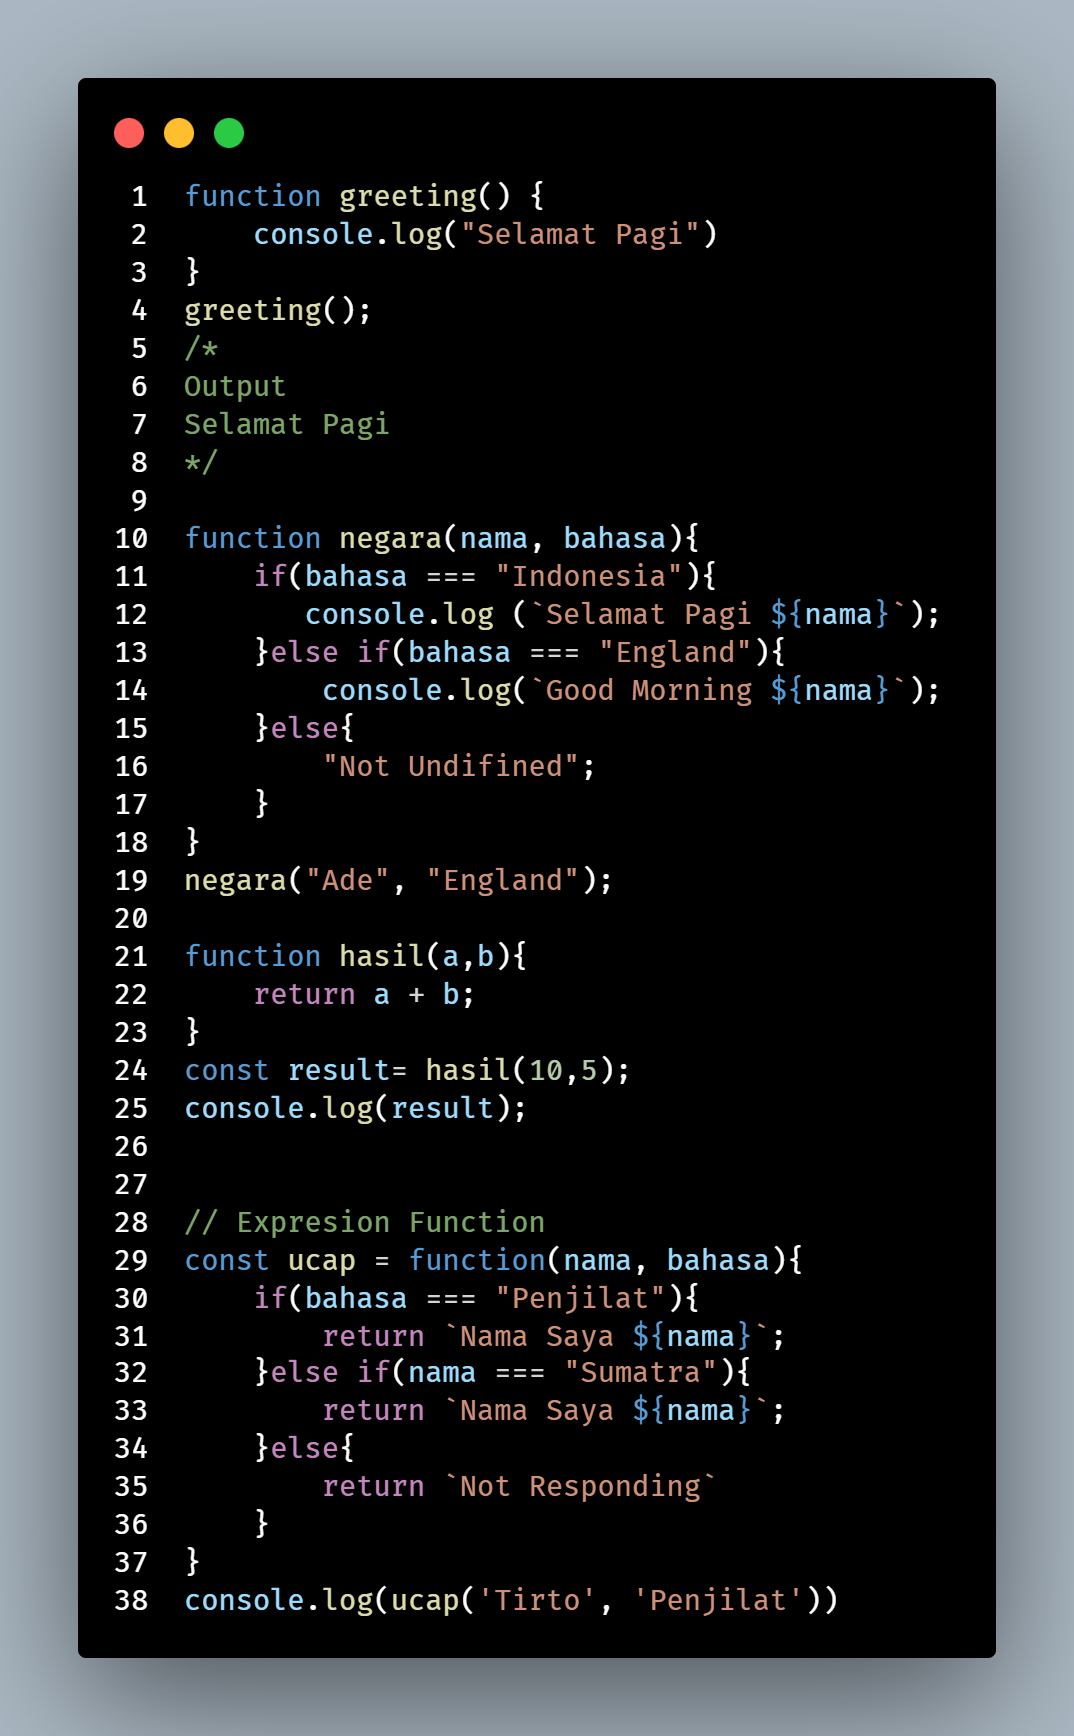 1 function greeting() {
2     console.log("Selamat Pagi")
3 }
4 greeting();
5 /*
6 Output
7 Selamat Pagi
8 */
9
10 function negara(nama, bahasa){
11     if(bahasa === "Indonesia"){
12        console.log (`Selamat Pagi ${nama}`);
13     }else if(bahasa === "England"){
14         console.log(`Good Morning ${nama}`);
15     }else{
16         "Not Undifined";
17     }
18 }
19 negara("Ade", "England");
20
21 function hasil(a,b){
22     return a + b;
23 }
24 const result= hasil(10,5);
25 console.log(result);
26
27
28 // Expresion Function
29 const ucap = function(nama, bahasa){
30     if(bahasa === "Penjilat"){
31         return `Nama Saya ${nama}`;
32     }else if(nama === "Sumatra"){
33         return `Nama Saya ${nama}`;
34     }else{
35         return `Not Responding`
36     }
37 }
38 console.log(ucap('Tirto', 'Penjilat'))